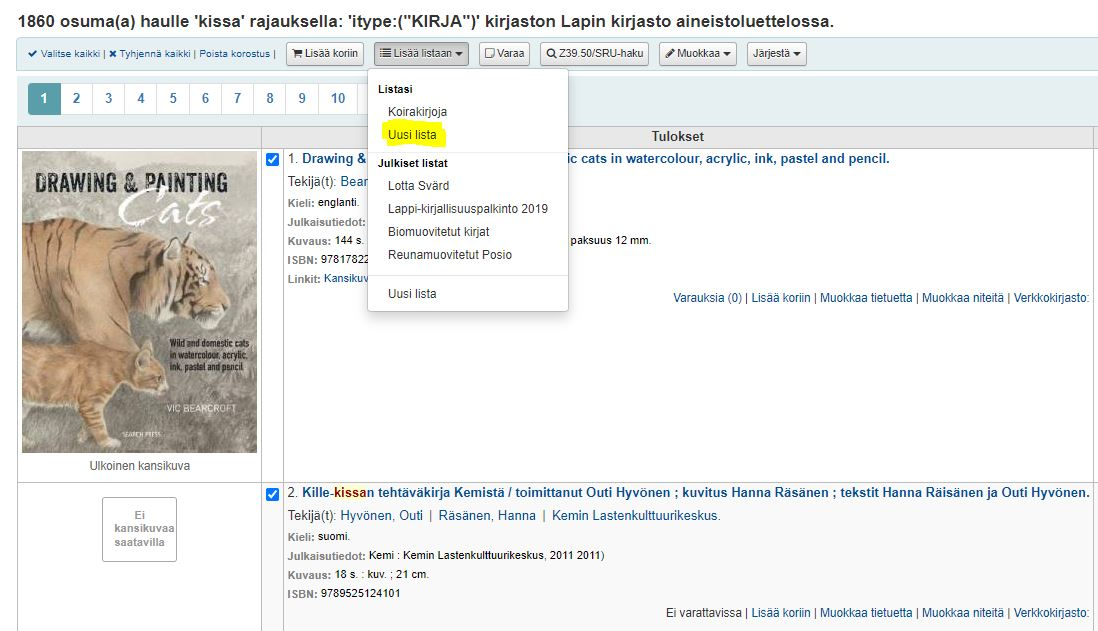 1860 osuma(a) haulle 'kissa' rajauksella: 'itype:("KIRJA")' kirjaston Lapin kirjasto aineistoluettelossa.
Valitse kaikki | Tyhjennä kaikki | Poista korostus | Lisää koriin Lisää listaan Varaa Z39.50/SRU-haku Muokkaa Järjestä
1 2 3 4 5 6 7 8 9 10
Listasi
Koirakirjoja
Uusi lista
Julkiset listat
Lotta Svärd
Lappi-kirjallisuuspalkinto 2019
Biomuovitetut kirjat
Reunamuovitetut Posio
Uusi lista
Tulokset
DRAWING & PAINTING
Cats
Wild and domestic cats
in watercolour, acrylic,
ink, pastel and pencil
VIC BEARCROFT
SEARCH PRESS
Ulkoinen kansikuva
1. Drawing & cats in watercolour, acrylic, ink, pastel and pencil.
Tekijä(t): Bear
Kieli: englanti.
Julkaisutiedot:
Kuvaus: 144 s. paksuus 12 mm.
ISBN: 97817822
Linkit: Kansikuv
Varauksia (0) | Lisää koriin | Muokkaa tietuetta | Muokkaa niteitä | Verkkokirjasto:
Ei
kansikuvaa
saatavilla
2. Kille-kissan tehtäväkirja Kemistä / toimittanut Outi Hyvönen ; kuvitus Hanna Räsänen ; tekstit Hanna Räisänen ja Outi Hyvönen.
Tekijä(t): Hyvönen, Outi | Räsänen, Hanna | Kemin Lastenkulttuurikeskus.
Kieli: suomi.
Julkaisutiedot: Kemi : Kemin Lastenkulttuurikeskus, 2011 2011)
Kuvaus: 18 s. : kuv. ; 21 cm.
ISBN: 9789525124101
Ei varattavissa | Lisää koriin | Muokkaa tietuetta | Muokkaa niteitä | Verkkokirjasto: